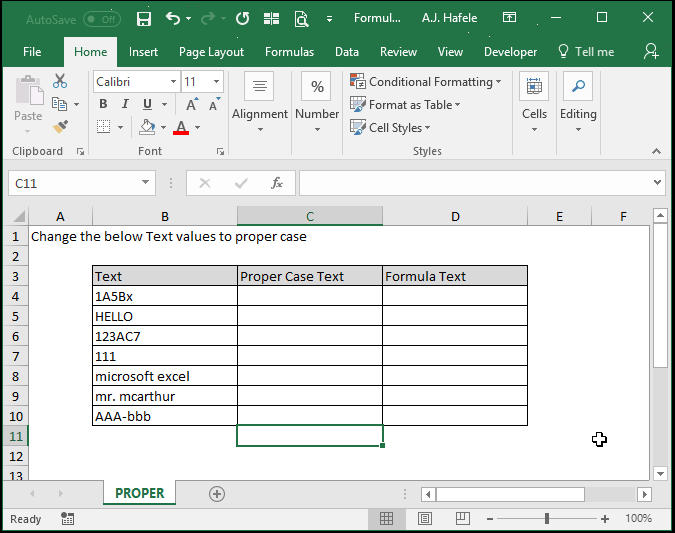 AutoSave Off Formul... A.J. Hafele
File Home Insert Page Layout Formulas Data Review View Developer Tell me
Calibri 11 % Conditional Formatting
Paste B I U A A Alignment Number Format as Table Cells Editing
A Cell Styles
Clipboard Font Styles
C11 fx
A B C D E F
1 Change the below Text values to proper case
2
3 Text Proper Case Text Formula Text
4 1A5Bx
5 HELLO
6 123AC7
7 111
8 microsoft excel
9 mr. mcarthur
10 AAA-bbb
11
12
13
PROPER
Ready 100%